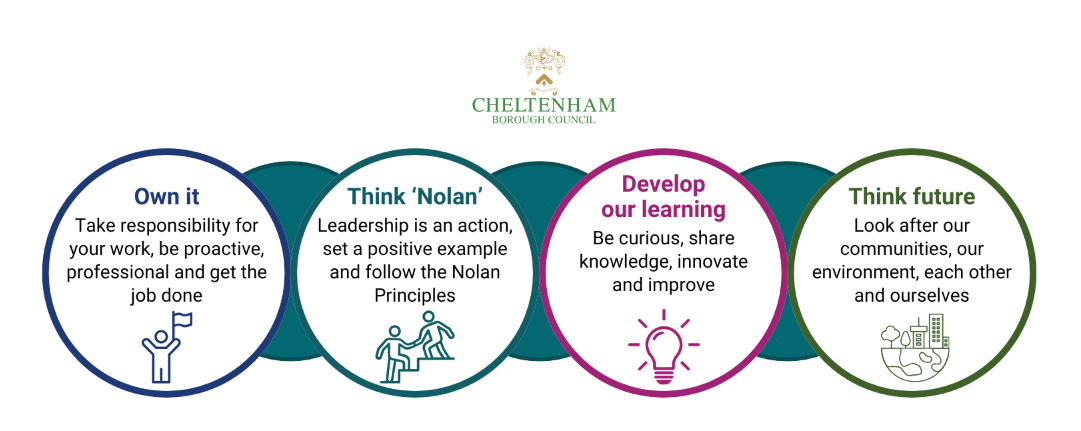 CHELTENHAM
BOROUGH COUNCIL
Own it
Take responsibility for
your work, be proactive,
professional and get the
job done
Think ‘Nolan’
Leadership is an action,
set a positive example
and follow the Nolan
Principles
Develop
our learning
Be curious, share
knowledge, innovate
and improve
Think future
Look after our
communities, our
environment, each other
and ourselves